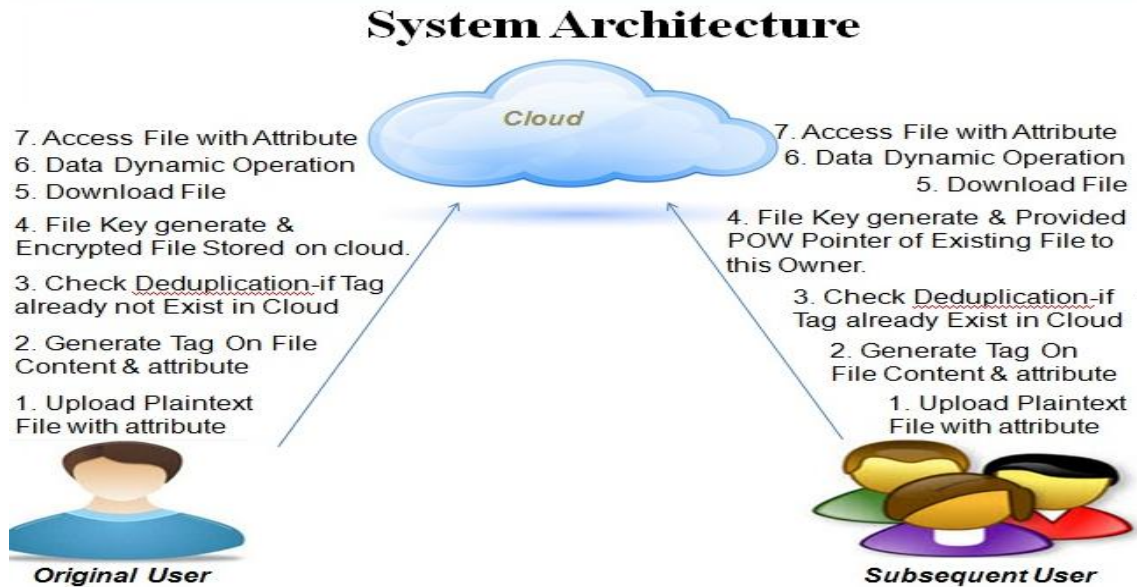 System Architecture
Cloud
7. Access File with Attribute
6. Data Dynamic Operation
5. Download File
4. File Key generate &
Encrypted File Stored on cloud.
3. Check Deduplication-if Tag
already not Exist in Cloud
2. Generate Tag On File
Content & attribute
1. Upload Plaintext
File with attribute
Original User
7. Access File with Attribute
6. Data Dynamic Operation
5. Download File
4. File Key generate & Provided
POW Pointer of Existing File to
this Owner.
3. Check Deduplication-if
Tag already Exist in Cloud
2. Generate Tag On
File Content & attribute
1. Upload Plaintext
File with attribute
Subsequent User